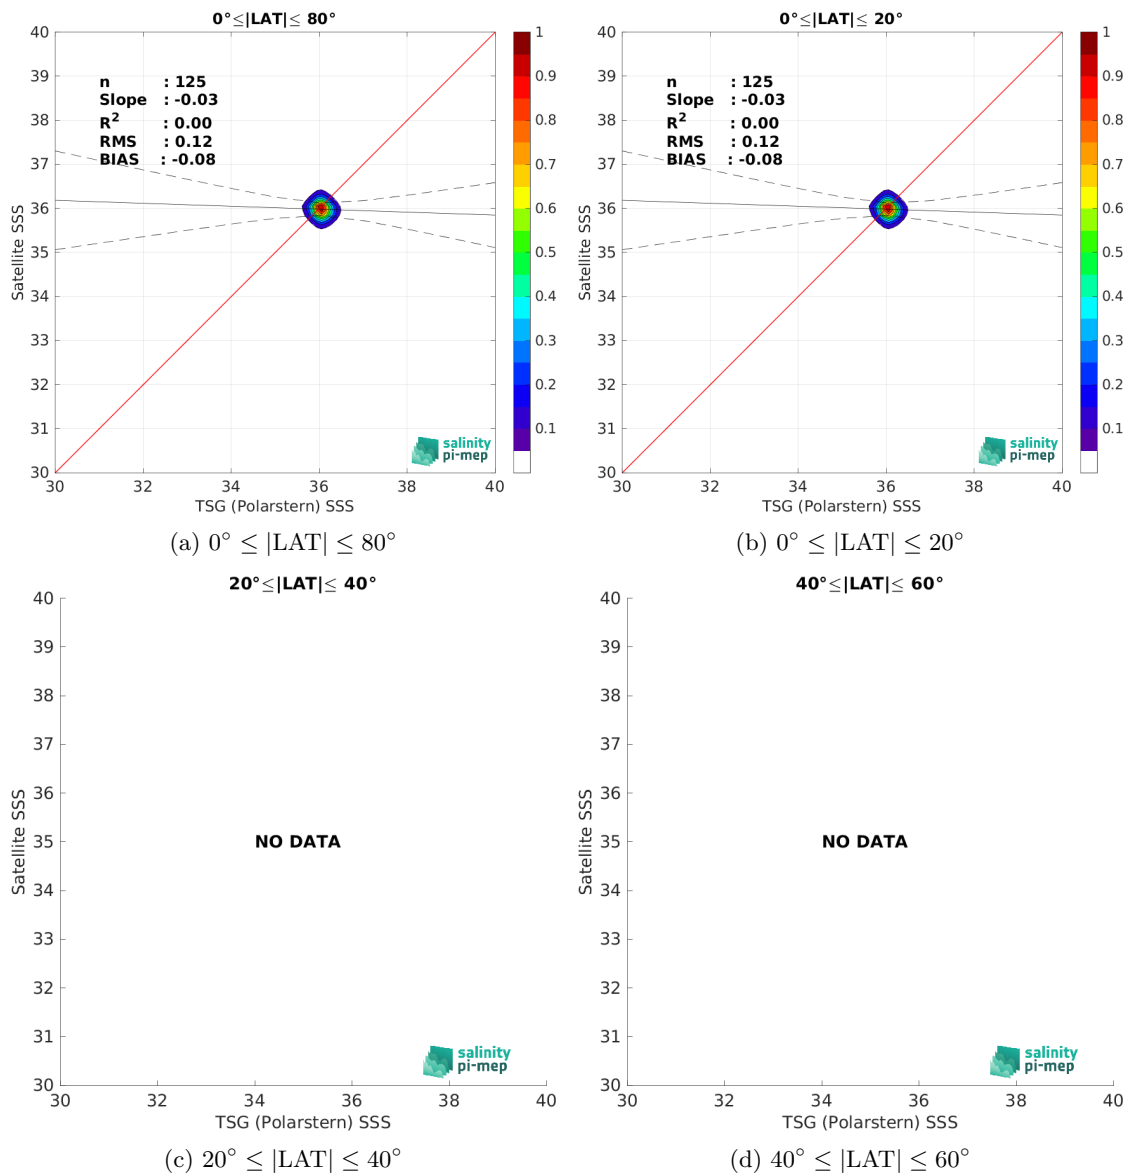 0°≤|LAT|≤ 80°
40
39
38
37
36
35
34
33
32
31
30
Satellite SSS
n : 125
Slope : -0.03
R² : 0.00
RMS : 0.12
BIAS : -0.08
salinity
pi-mep
30 32 34 36 38 40
TSG (Polarstern) SSS
1
0.9
0.8
0.7
0.6
0.5
0.4
0.3
0.2
0.1
(a) 0° ≤ |LAT| ≤ 80°
0°≤|LAT|≤ 20°
40
39
38
37
36
35
34
33
32
31
30
Satellite SSS
n : 125
Slope : -0.03
R² : 0.00
RMS : 0.12
BIAS : -0.08
salinity
pi-mep
30 32 34 36 38 40
TSG (Polarstern) SSS
1
0.9
0.8
0.7
0.6
0.5
0.4
0.3
0.2
0.1
(b) 0° ≤ |LAT| ≤ 20°
20°≤|LAT|≤ 40°
40
39
38
37
36
35
34
33
32
31
30
Satellite SSS
NO DATA
salinity
pi-mep
30 32 34 36 38 40
TSG (Polarstern) SSS
(c) 20° ≤ |LAT| ≤ 40°
40°≤|LAT|≤ 60°
40
39
38
37
36
35
34
33
32
31
30
Satellite SSS
NO DATA
salinity
pi-mep
30 32 34 36 38 40
TSG (Polarstern) SSS
(d) 40° ≤ |LAT| ≤ 60°